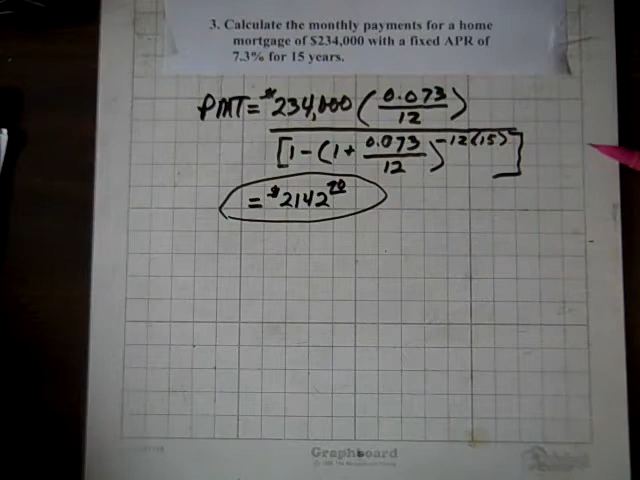 3. Calculate the monthly payments for a home
mortgage of $234,000 with a fixed APR of
7.3% for 15 years.
PMT = $234,000 (0.073/12)
[1 - (1 + 0.073/12)^-12(15)]
= $2142 70
Graphboard